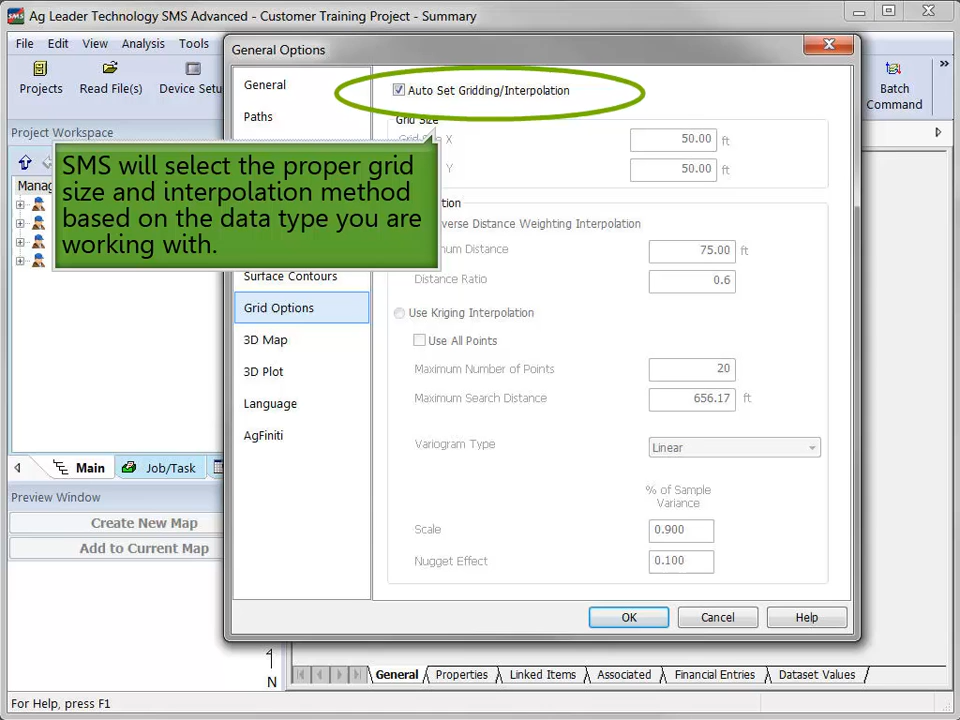 Ag Leader Technology SMS Advanced - Customer Training Project - Summary
File Edit View Analysis Tools
Projects Read File(s) Device Setu
Batch
Command
Project Workspace
Manag
General Options
General
Paths
Surface Contours
Grid Options
3D Map
3D Plot
Language
AgFiniti
Auto Set Gridding/Interpolation
Grid Size
X 50.00 ft
Y 50.00 ft
SMS will select the proper grid
size and interpolation method
based on the data type you are
working with.
tion
verse Distance Weighting Interpolation
um Distance 75.00 ft
Distance Ratio 0.6
Use Kriging Interpolation
Use All Points
Maximum Number of Points 20
Maximum Search Distance 656.17 ft
Variogram Type Linear
% of Sample
Variance
Scale 0.900
Nugget Effect 0.100
OK Cancel Help
Main Job/Task
Preview Window
Create New Map
Add to Current Map
N
General Properties Linked Items Associated Financial Entries Dataset Values
For Help, press F1